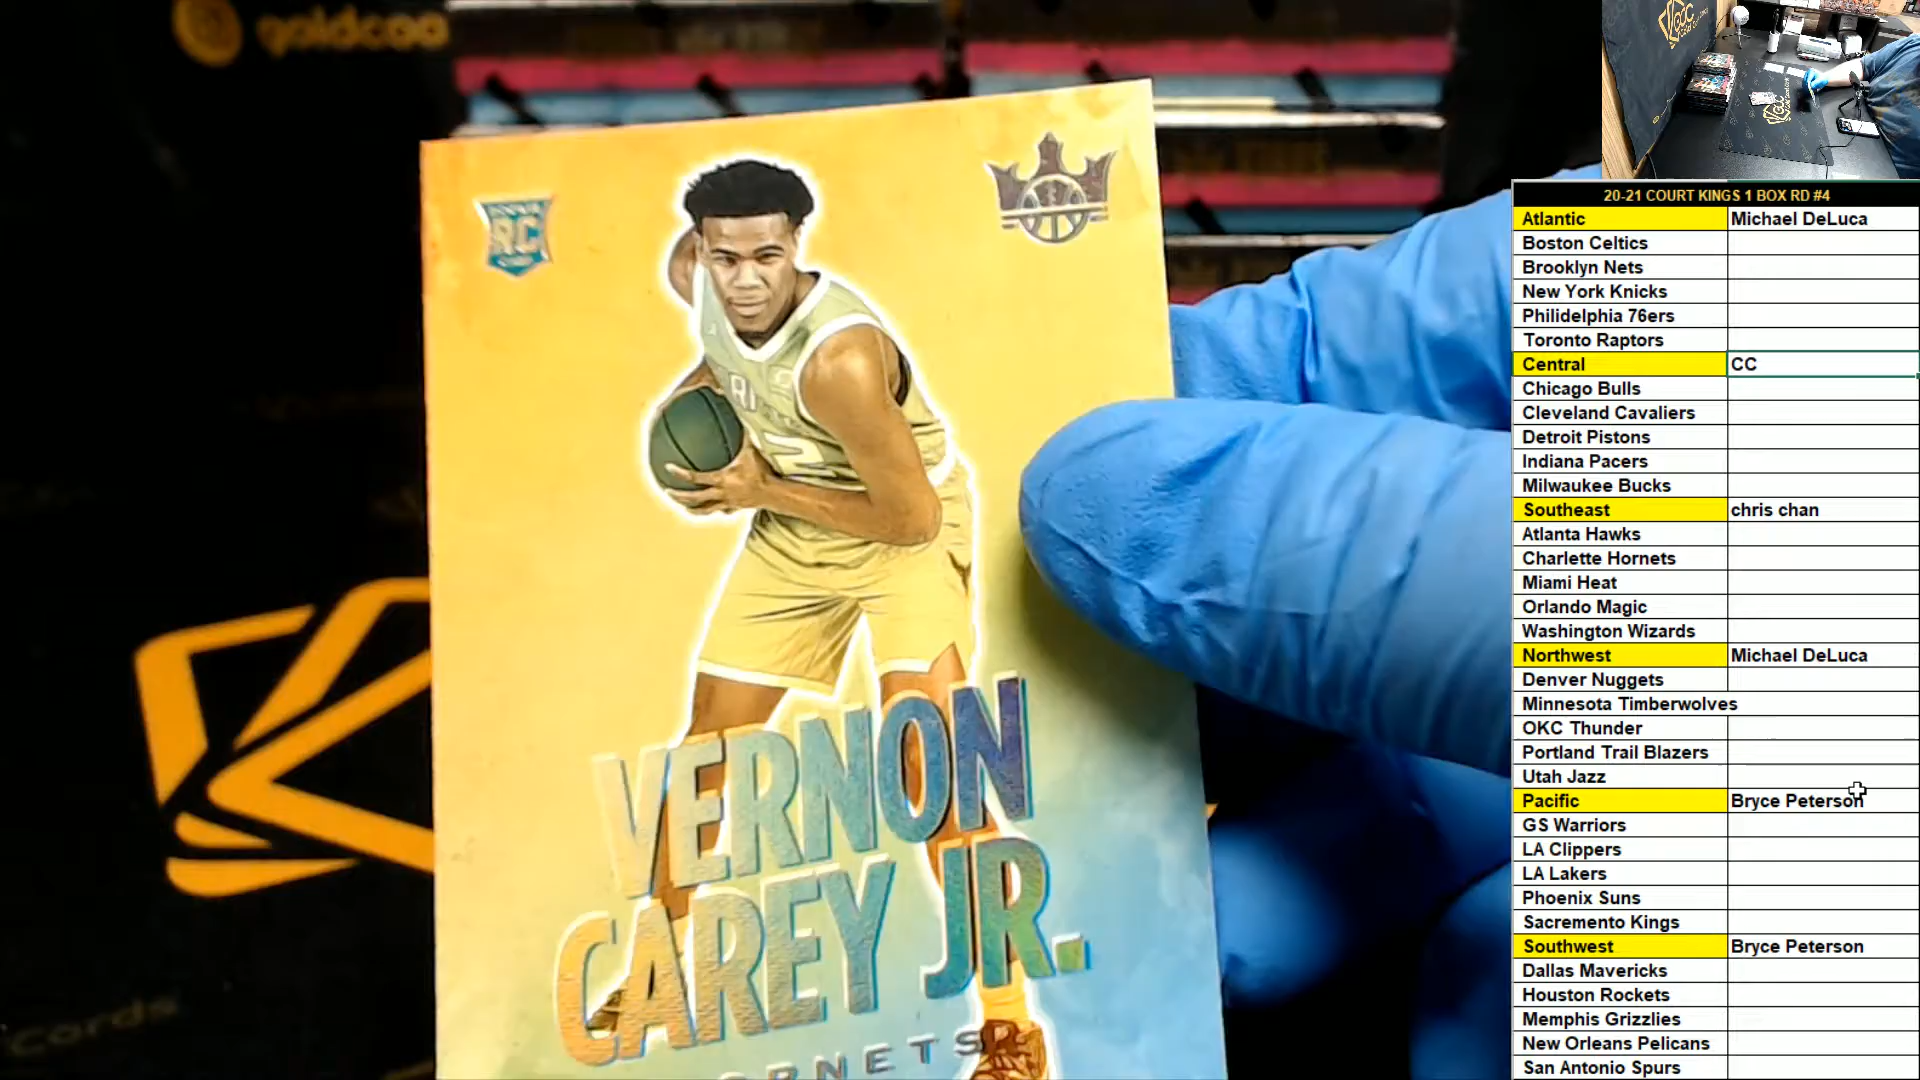 goldcoa
RC
VERNON
CAREY JR.
RNETS
Cards
20-21 COURT KINGS 1 BOX RD #4
Atlantic Michael DeLuca
Boston Celtics
Brooklyn Nets
New York Knicks
Philidelphia 76ers
Toronto Raptors
Central CC
Chicago Bulls
Cleveland Cavaliers
Detroit Pistons
Indiana Pacers
Milwaukee Bucks
Southeast chris chan
Atlanta Hawks
Charlette Hornets
Miami Heat
Orlando Magic
Washington Wizards
Northwest Michael DeLuca
Denver Nuggets
Minnesota Timberwolves
OKC Thunder
Portland Trail Blazers
Utah Jazz
Pacific Bryce Peterson
GS Warriors
LA Clippers
LA Lakers
Phoenix Suns
Sacremento Kings
Southwest Bryce Peterson
Dallas Mavericks
Houston Rockets
Memphis Grizzlies
New Orleans Pelicans
San Antonio Spurs